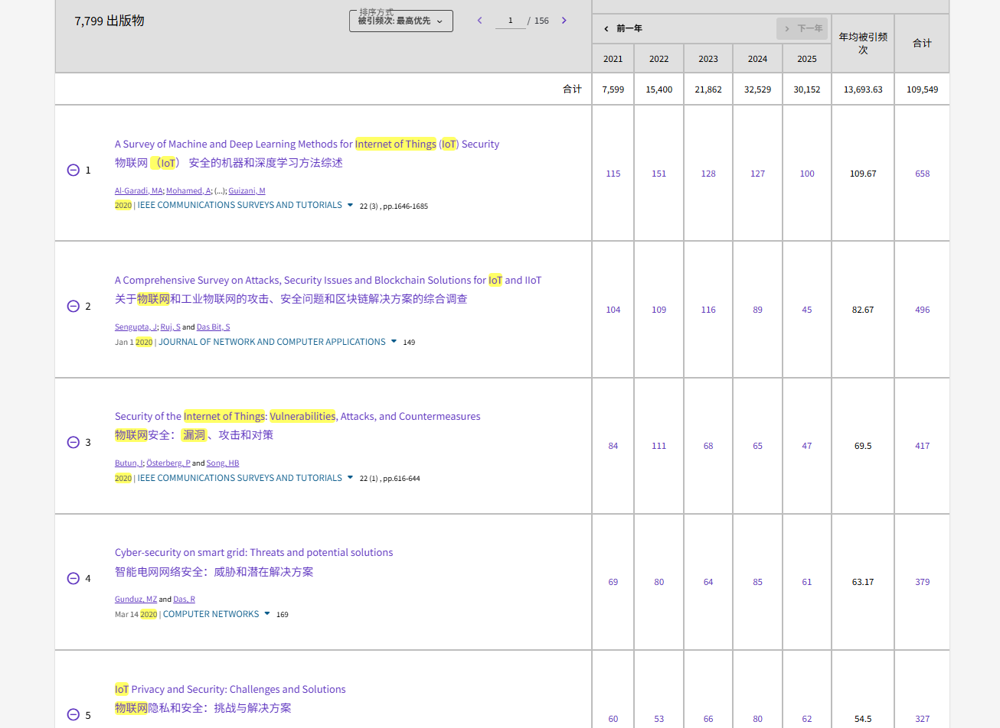 7,799 出版物
排序方式
被引频次: 最高优先
1 / 156
前一年
下一年
年均被引频次
合计
2021 2022 2023 2024 2025
合计 7,599 15,400 21,862 32,529 30,152 13,693.63 109,549
A Survey of Machine and Deep Learning Methods for Internet of Things (IoT) Security
物联网（IoT） 安全的机器和深度学习方法综述
1
115 151 128 127 100 109.67 658
Al-Garadi, MA; Mohamed, A; (...); Guizani, M
2020 | IEEE COMMUNICATIONS SURVEYS AND TUTORIALS 22 (3) , pp.1646-1685
A Comprehensive Survey on Attacks, Security Issues and Blockchain Solutions for IoT and IIoT
关于物联网和工业物联网的攻击、安全问题和区块链解决方案的综合调查
2
104 109 116 89 45 82.67 496
Sengupta, J; Ruj, S and Das Bit, S
Jan 1 2020 | JOURNAL OF NETWORK AND COMPUTER APPLICATIONS 149
Security of the Internet of Things: Vulnerabilities, Attacks, and Countermeasures
物联网安全：漏洞、攻击和对策
3
84 111 68 65 47 69.5 417
Butun, I; Österberg, P and Song, HB
2020 | IEEE COMMUNICATIONS SURVEYS AND TUTORIALS 22 (1) , pp.616-644
Cyber-security on smart grid: Threats and potential solutions
智能电网网络安全：威胁和潜在解决方案
4
69 80 64 85 61 63.17 379
Gunduz, MZ and Das, R
Mar 14 2020 | COMPUTER NETWORKS 169
IoT Privacy and Security: Challenges and Solutions
物联网隐私和安全：挑战与解决方案
5
60 53 66 80 62 54.5 327